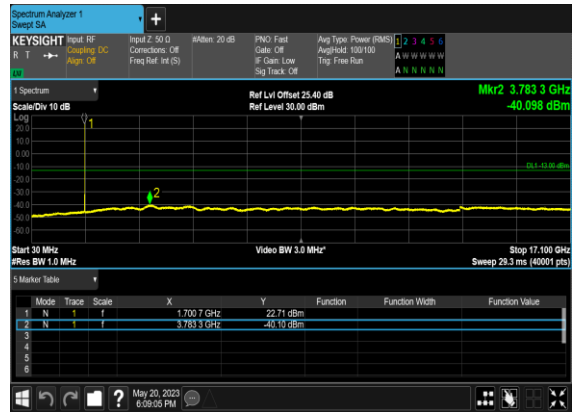 Spectrum Analyzer 1
Swept SA
+
KEYSIGHT
R T
LW
Input: RF
Coupling: DC
Align: Off
Input Z: 50 Ω
Corrections: Off
Freq Ref: Int (S)
#Atten: 20 dB
PNO: Fast
Gate: Off
IF Gain: Low
Sig Track: Off
Avg Type: Power (RMS)
Avg|Hold: 100/100
Trig: Free Run
1 2 3 4 5 6
A W W W W W
A N N N N N
1 Spectrum
Scale/Div 10 dB
Ref Lvl Offset 25.40 dB
Ref Level 30.00 dBm
Mkr2 3.783 3 GHz
-40.098 dBm
Log
20.0
10.0
0.00
-10.0
-20.0
-30.0
-40.0
-50.0
-60.0
1
2
DL1 -13.00 dBm
Start 30 MHz
#Res BW 1.0 MHz
Video BW 3.0 MHz*
Stop 17.100 GHz
Sweep 29.3 ms (40001 pts)
5 Marker Table
Mode Trace Scale X Y Function Function Width Function Value
1 N 1 f 1.700 7 GHz 22.71 dBm
2 N 1 f 3.783 3 GHz -40.10 dBm
3
4
5
6
?
May 20, 2023
6:09:05 PM